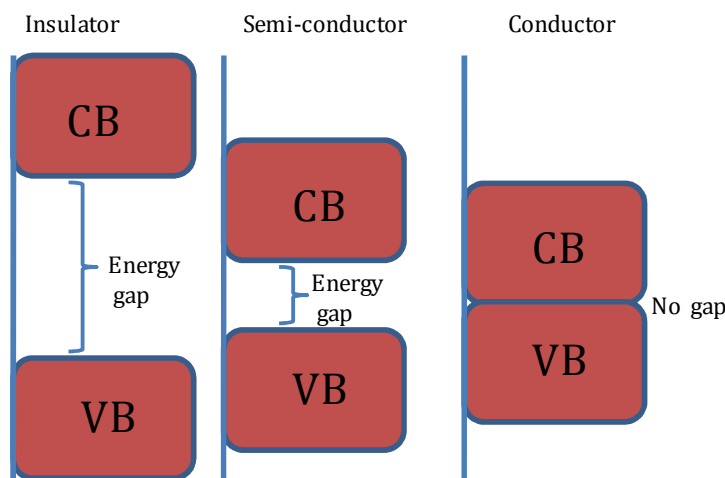 Insulator
CB
Energy
gap
VB
Semi-conductor
CB
Energy
gap
VB
Conductor
CB
No gap
VB